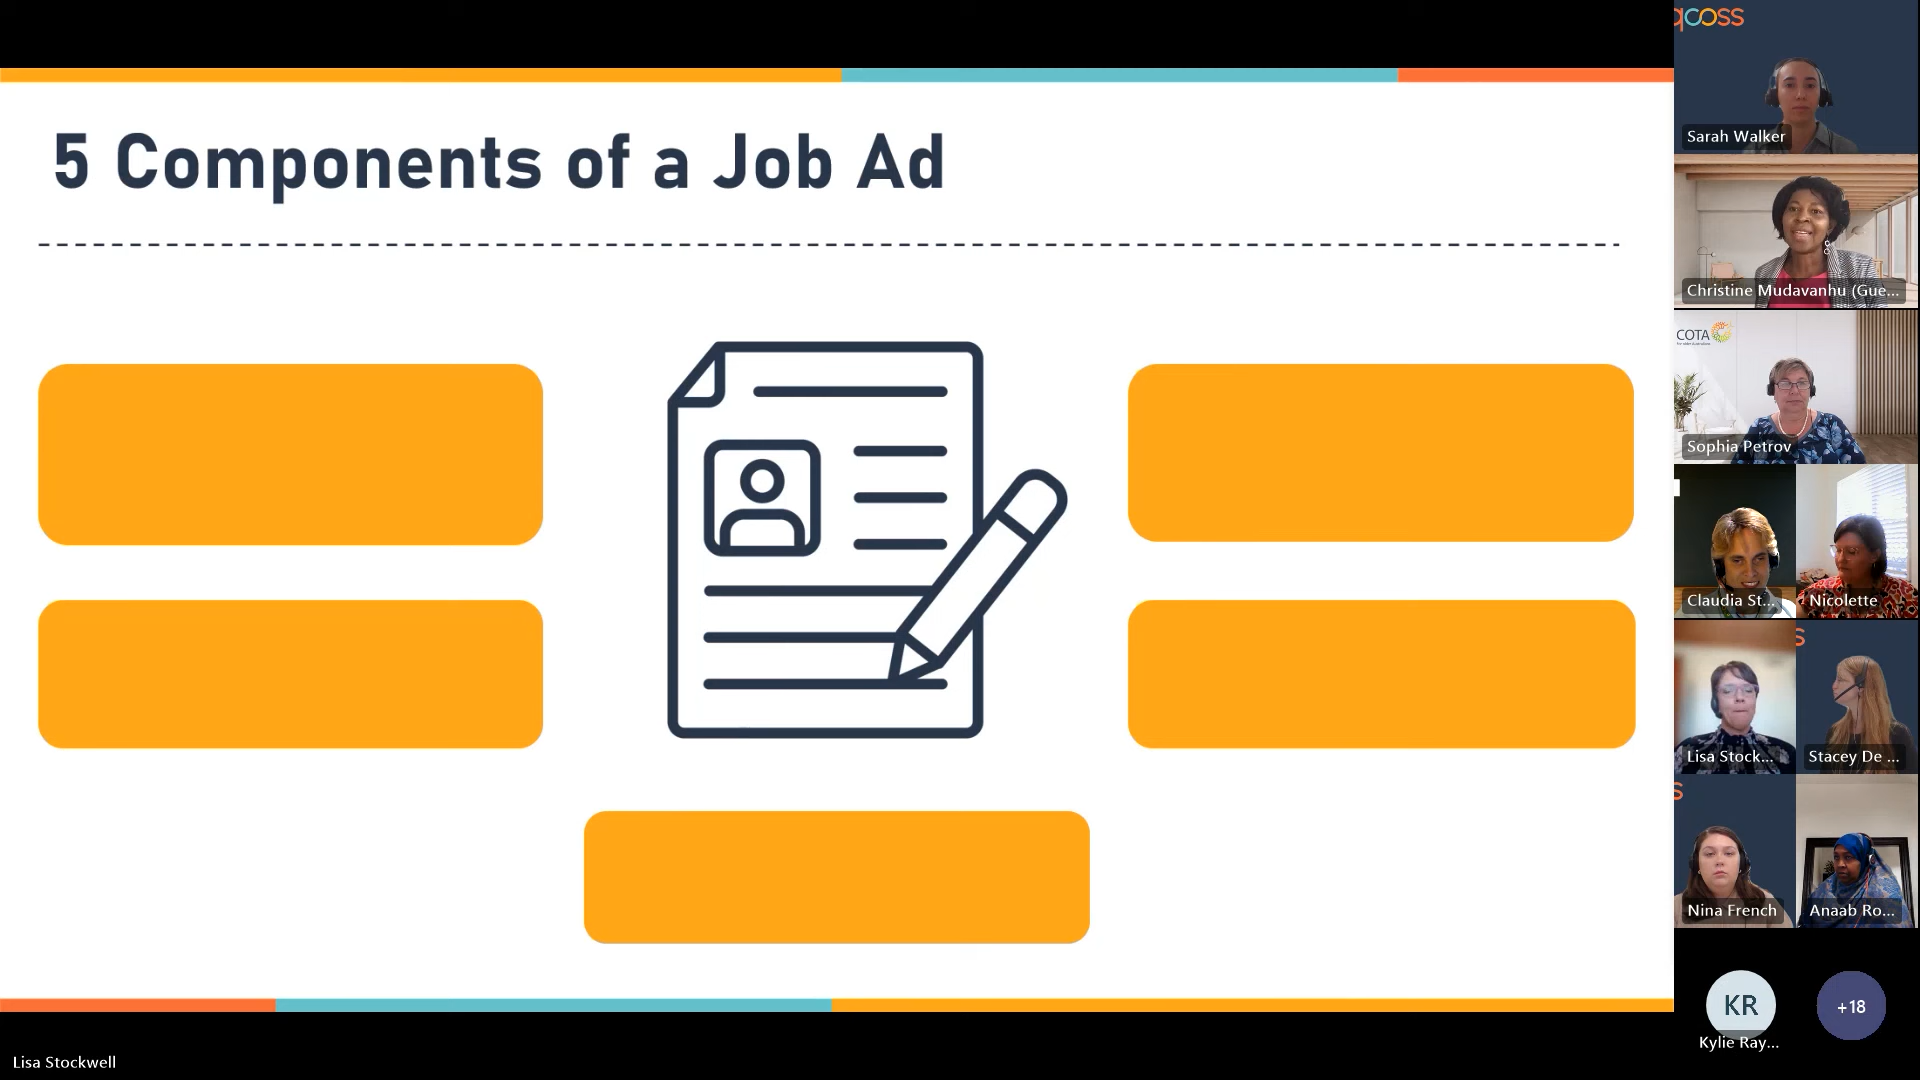 5 Components of a Job Ad
qcoss
Sarah Walker
Christine Mudavanhu (Gue...
COTA
Sophia Petrov
Claudia St...
Nicolette
Lisa Stock...
s
Stacey De ...
s
Nina French
Anaab Ro...
KR
+18
Kylie Ray...
Lisa Stockwell